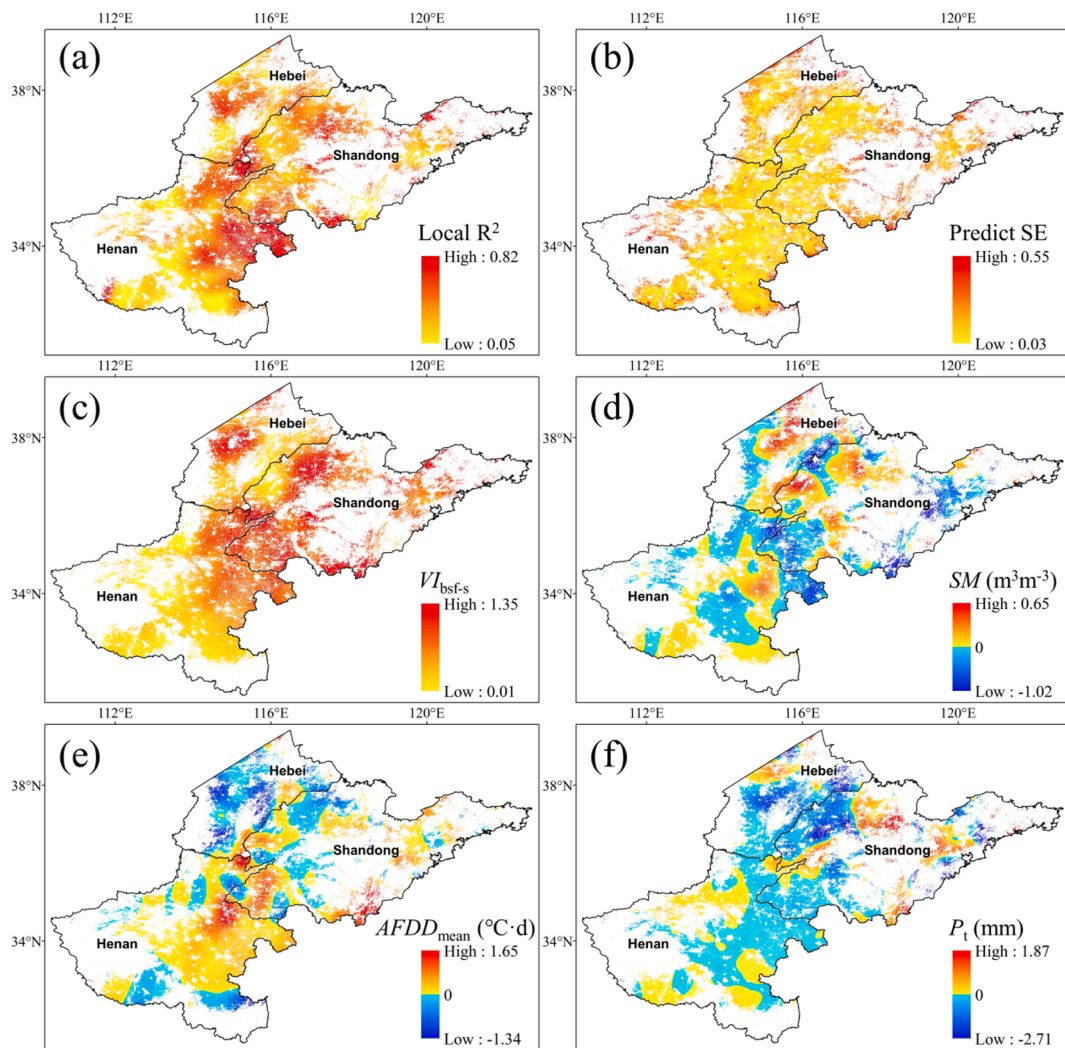 112°E 116°E 120°E
112°E 116°E 120°E
(a)
Hebei
38°N
Shandong
Henan
34°N
Local R²
High : 0.82
Low : 0.05
(b)
Hebei
38°N
Shandong
Henan
34°N
Predict SE
High : 0.55
Low : 0.03
112°E 116°E 120°E
112°E 116°E 120°E
(c)
Hebei
38°N
Shandong
Henan
34°N
VI bsf-s
High : 1.35
Low : 0.01
(d)
Hebei
38°N
Shandong
Henan
34°N
SM (m³m⁻³)
High : 0.65
0
Low : -1.02
112°E 116°E 120°E
112°E 116°E 120°E
(e)
Hebei
38°N
Shandong
Henan
34°N
AFDD mean (°C·d)
High : 1.65
0
Low : -1.34
(f)
Hebei
38°N
Shandong
Henan
34°N
Pt (mm)
High : 1.87
0
Low : -2.71